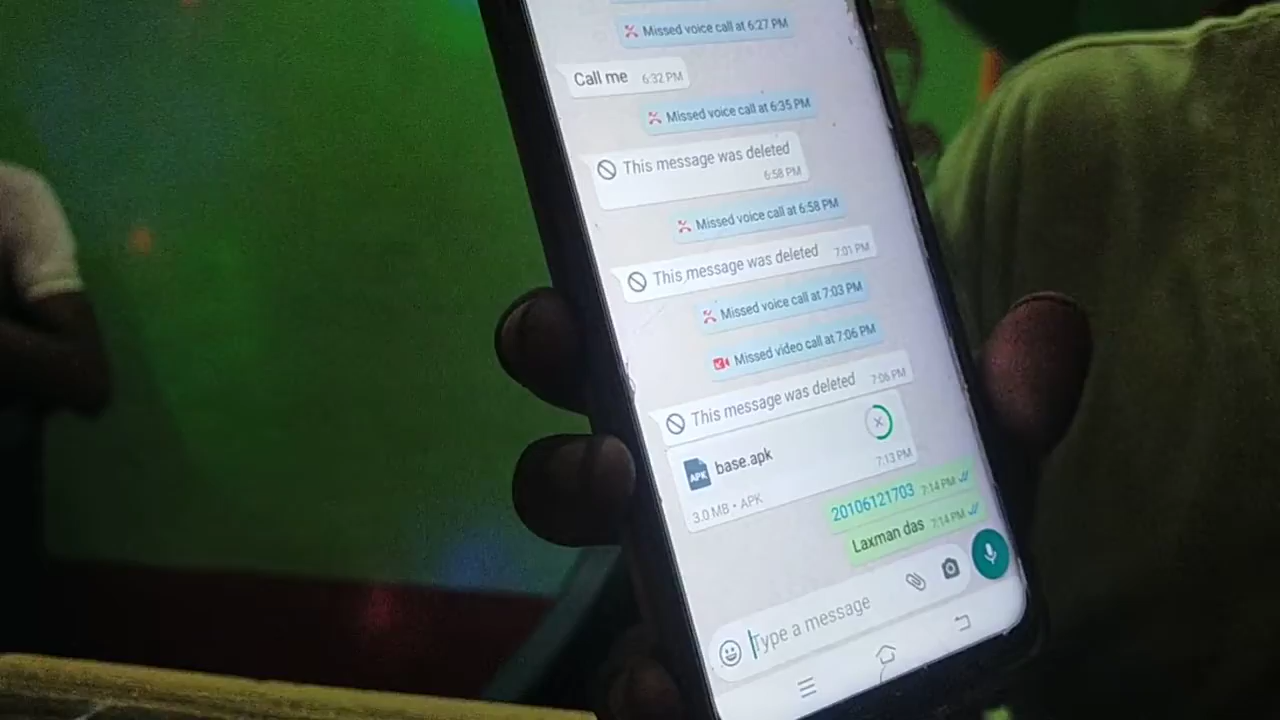 Missed voice call at 6:27 PM
Call me 6:32 PM
Missed voice call at 6:35 PM
This message was deleted
6:58 PM
Missed voice call at 6:58 PM
This message was deleted 7:01 PM
Missed voice call at 7:03 PM
Missed video call at 7:06 PM
This message was deleted 7:06 PM
APK base.apk
7:13 PM
3.0 MB • APK
20106121703 7:14 PM
Laxman das 7:14 PM
Type a message